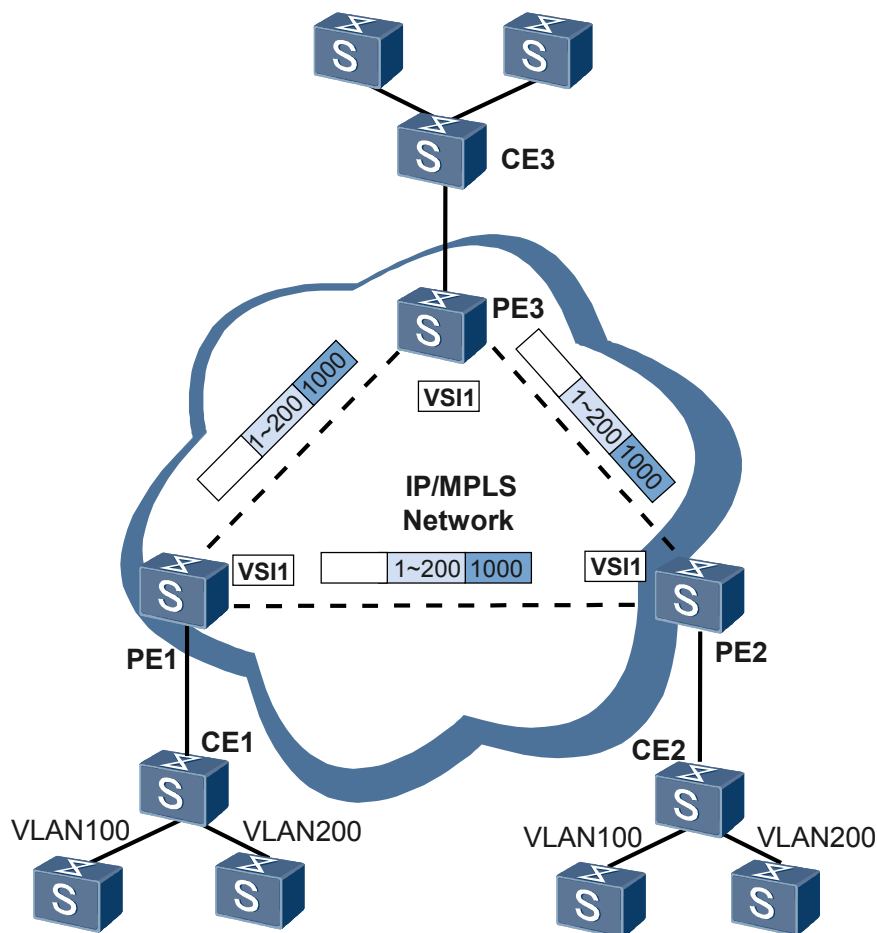 S
S
S
CE3
S
PE3
1~200 1000
1~200 1000
VSI1
IP/MPLS
Network
S
VSI1
1~200 1000
VSI1
S
PE1
PE2
CE1
CE2
S
S
VLAN100
VLAN200
VLAN100
VLAN200
S
S
S
S